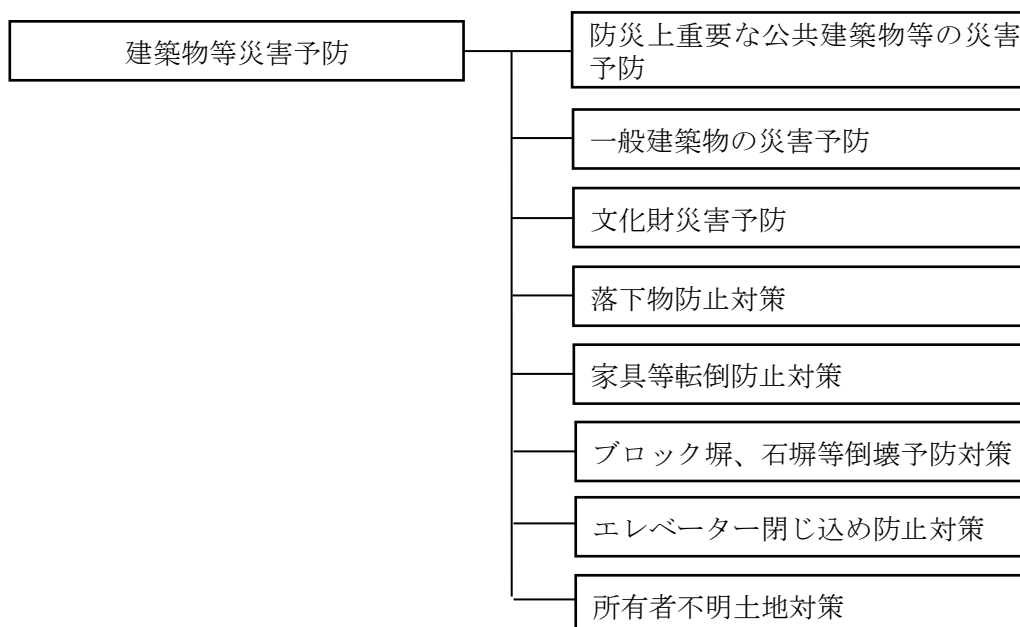 建築物等災害予防
防災上重要な公共建築物等の災害
予防
一般建築物の災害予防
文化財災害予防
落下物防止対策
家具等転倒防止対策
ブロック塀、石塀等倒壊予防対策
エレベーター閉じ込め防止対策
所有者不明土地対策